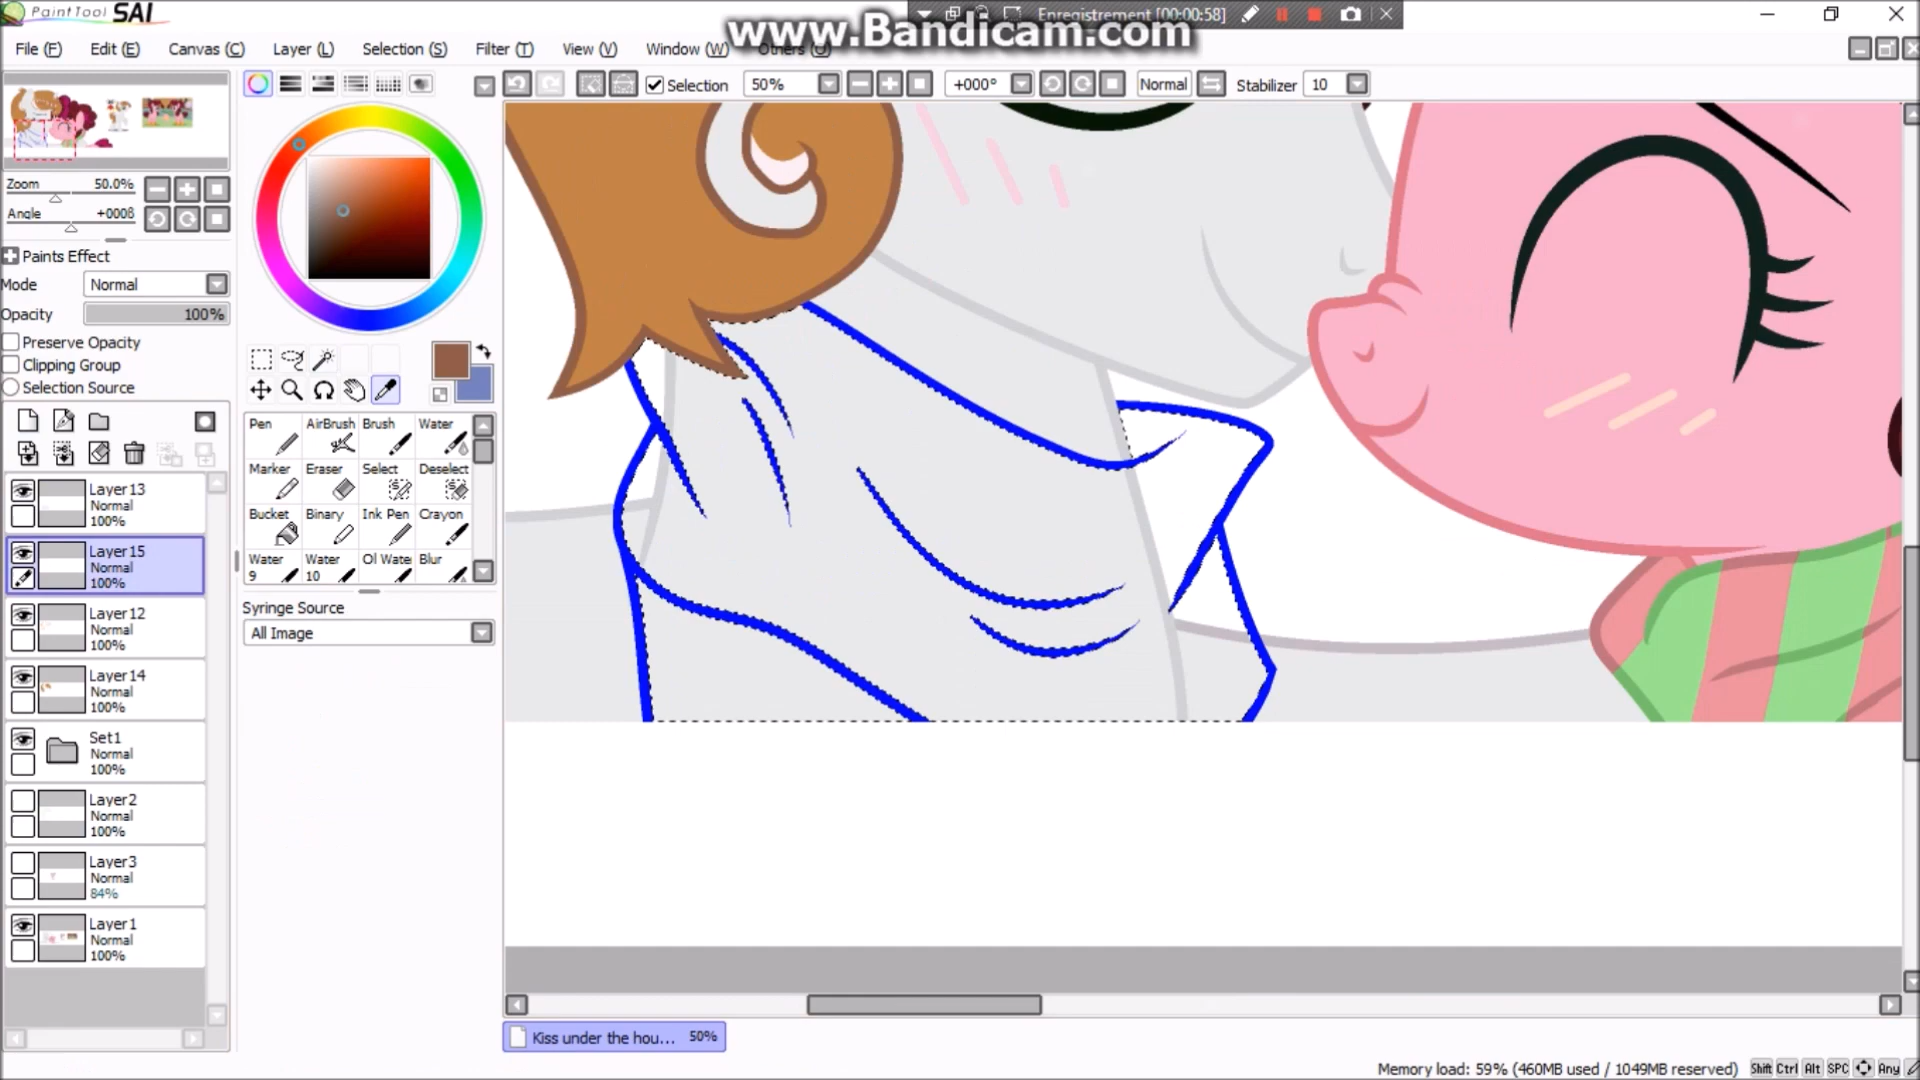 PaintTool SAI
Enregistrement [00:00:58]
www.Bandicam.com
File (F) Edit (E) Canvas (C) Layer (L) Selection (S) Filter (T) View (V) Window (W) Others (O)
Selection 50% +000° Normal Stabilizer 10
Zoom 50.0%
Angle +0008
Paints Effect
Mode Normal
Opacity 100%
Preserve Opacity
Clipping Group
Selection Source
Pen AirBrush Brush Water
Marker Eraser Select Deselect
Bucket Binary Ink Pen Crayon
Water 9 Water 10 Ol Wate Blur
Syringe Source
All Image
Layer13
Normal
100%
Layer15
Normal
100%
Layer12
Normal
100%
Layer14
Normal
100%
Set1
Normal
100%
Layer2
Normal
100%
Layer3
Normal
84%
Layer1
Normal
100%
Kiss under the hou... 50%
Memory load: 59% (460MB used / 1049MB reserved) Shift Ctrl Alt SPC Any